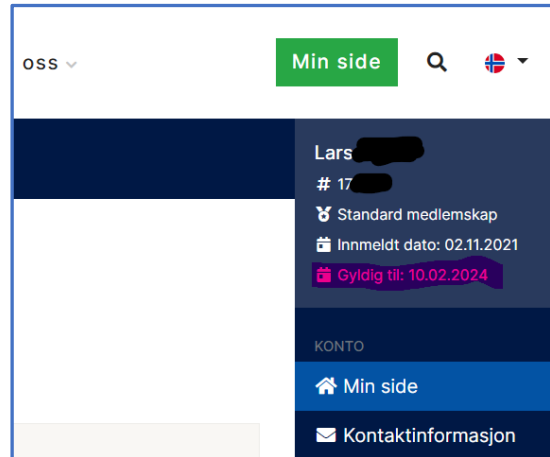 oss
Min side
Lars
# 17
Standard medlemskap
Innmeldt dato: 02.11.2021
Gyldig til: 10.02.2024
KONTO
Min side
Kontaktinformasjon